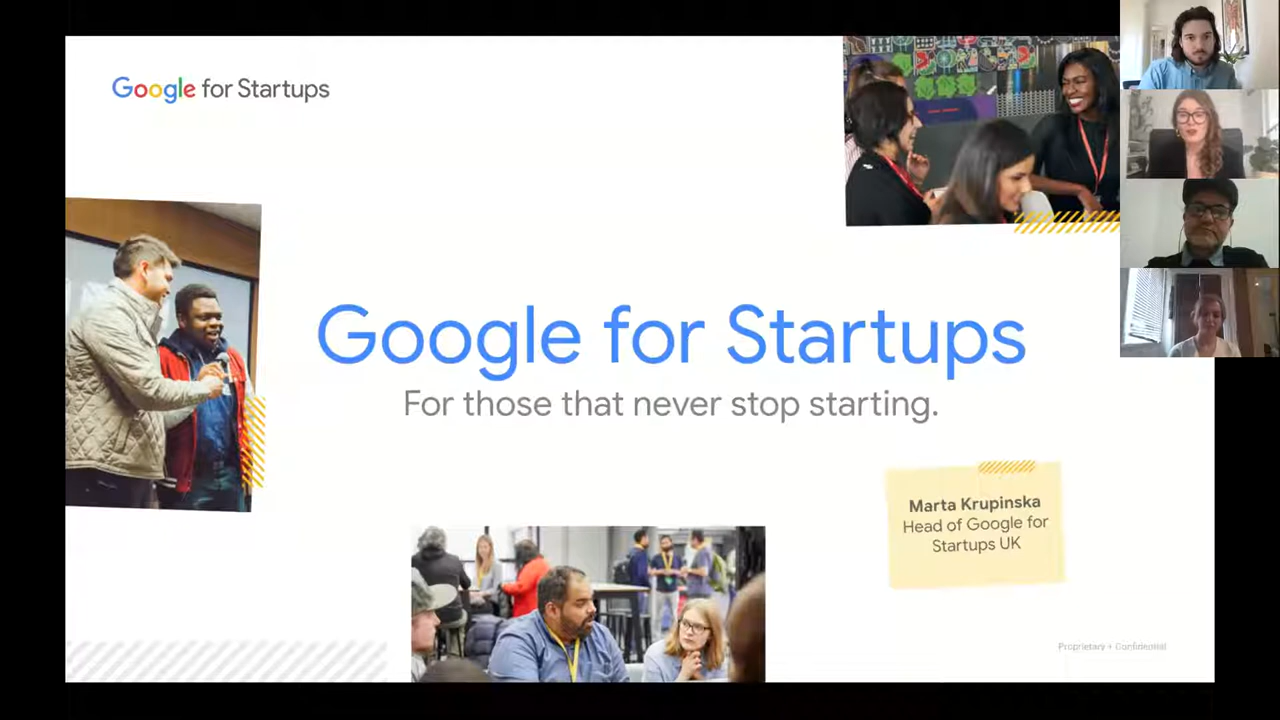 Google for Startups
Google for Startups
For those that never stop starting.
Marta Krupinska
Head of Google for
Startups UK
Proprietary + Confidential